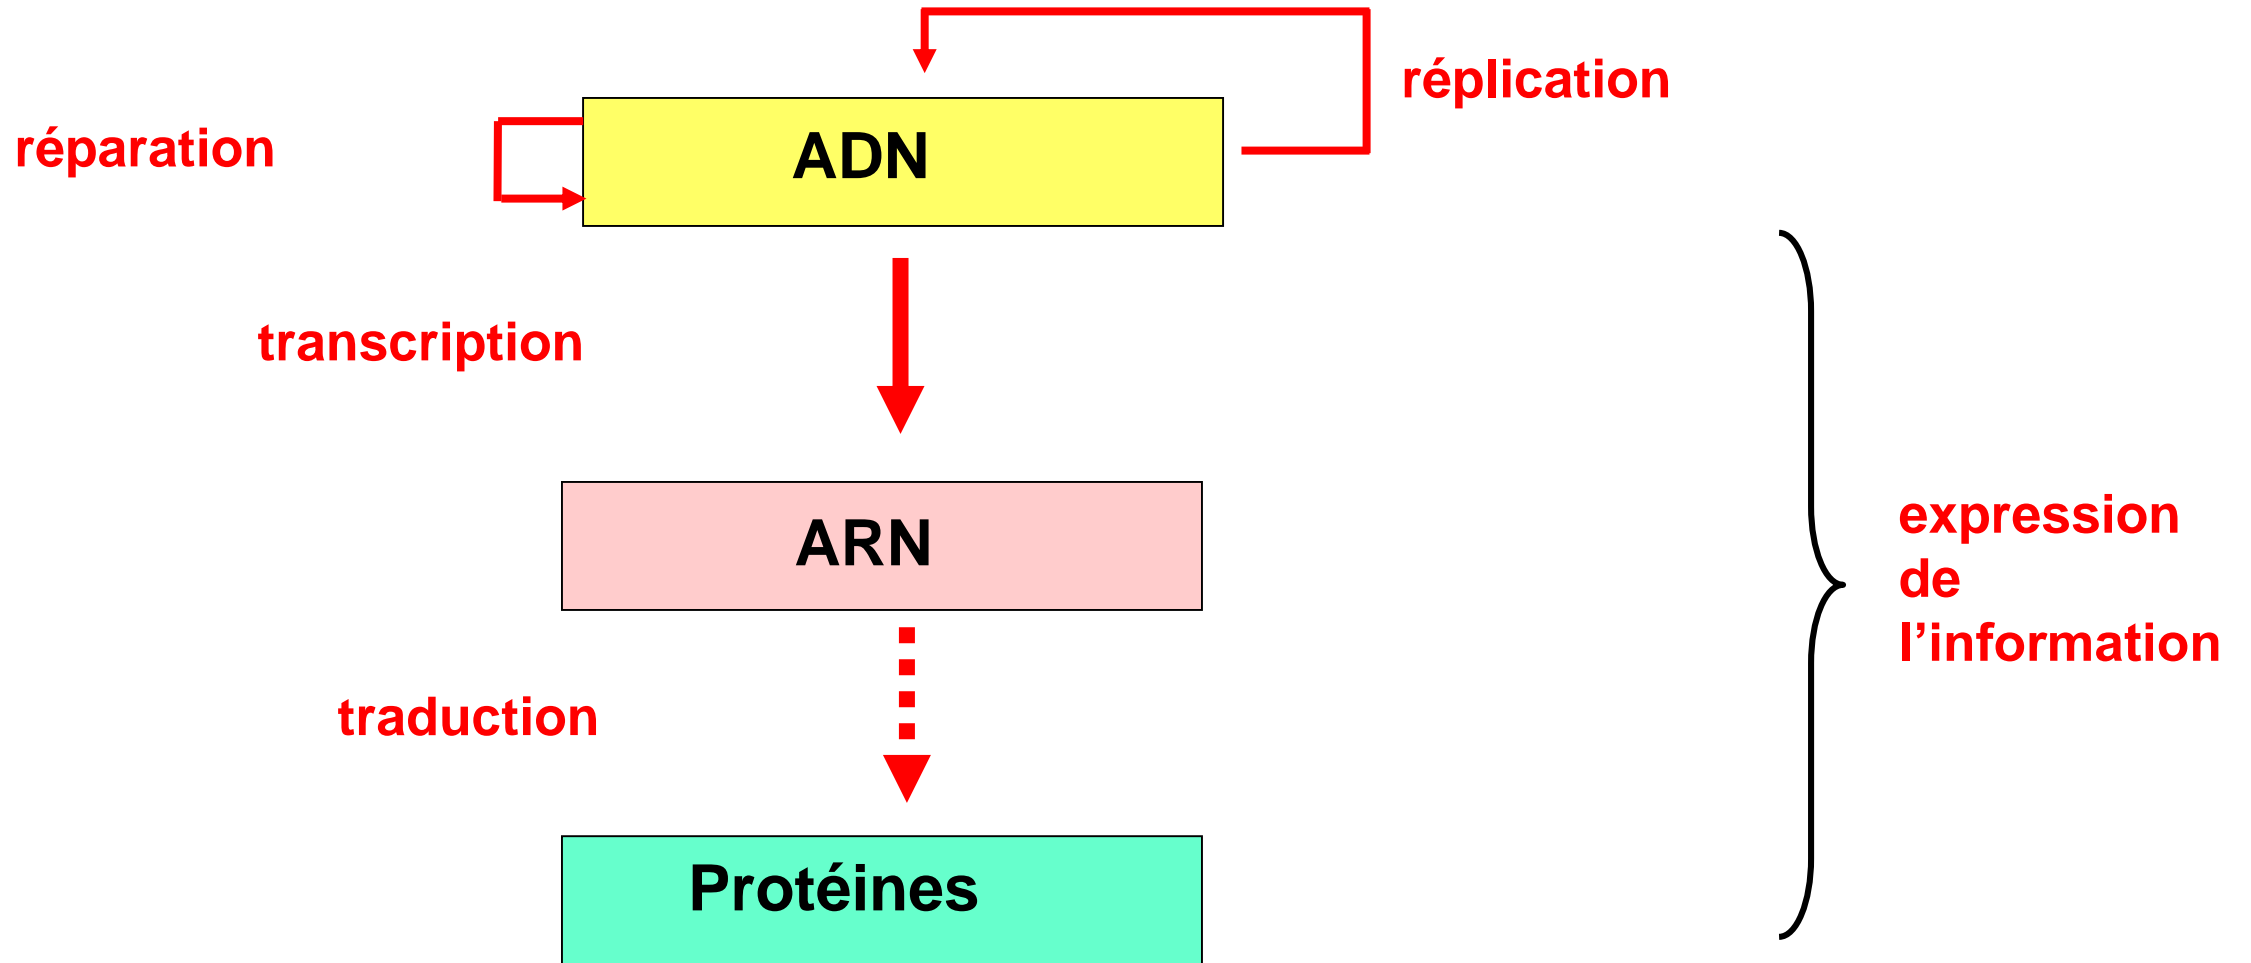 réplication
réparation
ADN
transcription
ARN
expression
de
l’information
traduction
Protéines